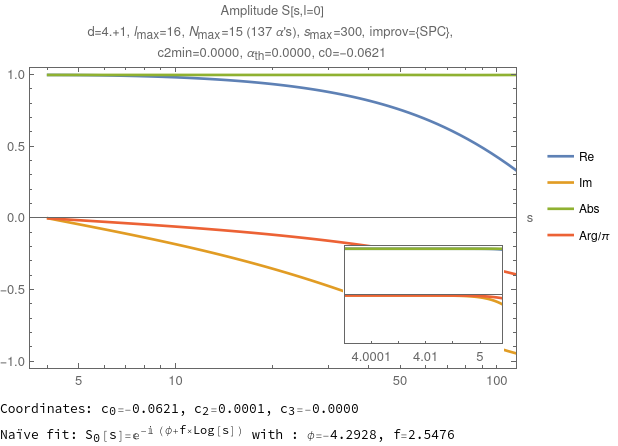 Amplitude S[s,l=0]
d=4.+1, lmax=16, Nmax=15 (137 α's), smax=300, improv={SPC},
c2min=0.0000, αth=0.0000, c0=-0.0621
1.0
0.5
0.0
-0.5
-1.0
s
Re
Im
Abs
Arg/π
4.0001 4.01 5
5 10 50 100
Coordinates: c0=-0.0621, c2=0.0001, c3=-0.0000
Naïve fit: S0[s]=e^-i (ϕ+f×Log[s]) with : ϕ=-4.2928, f=2.5476